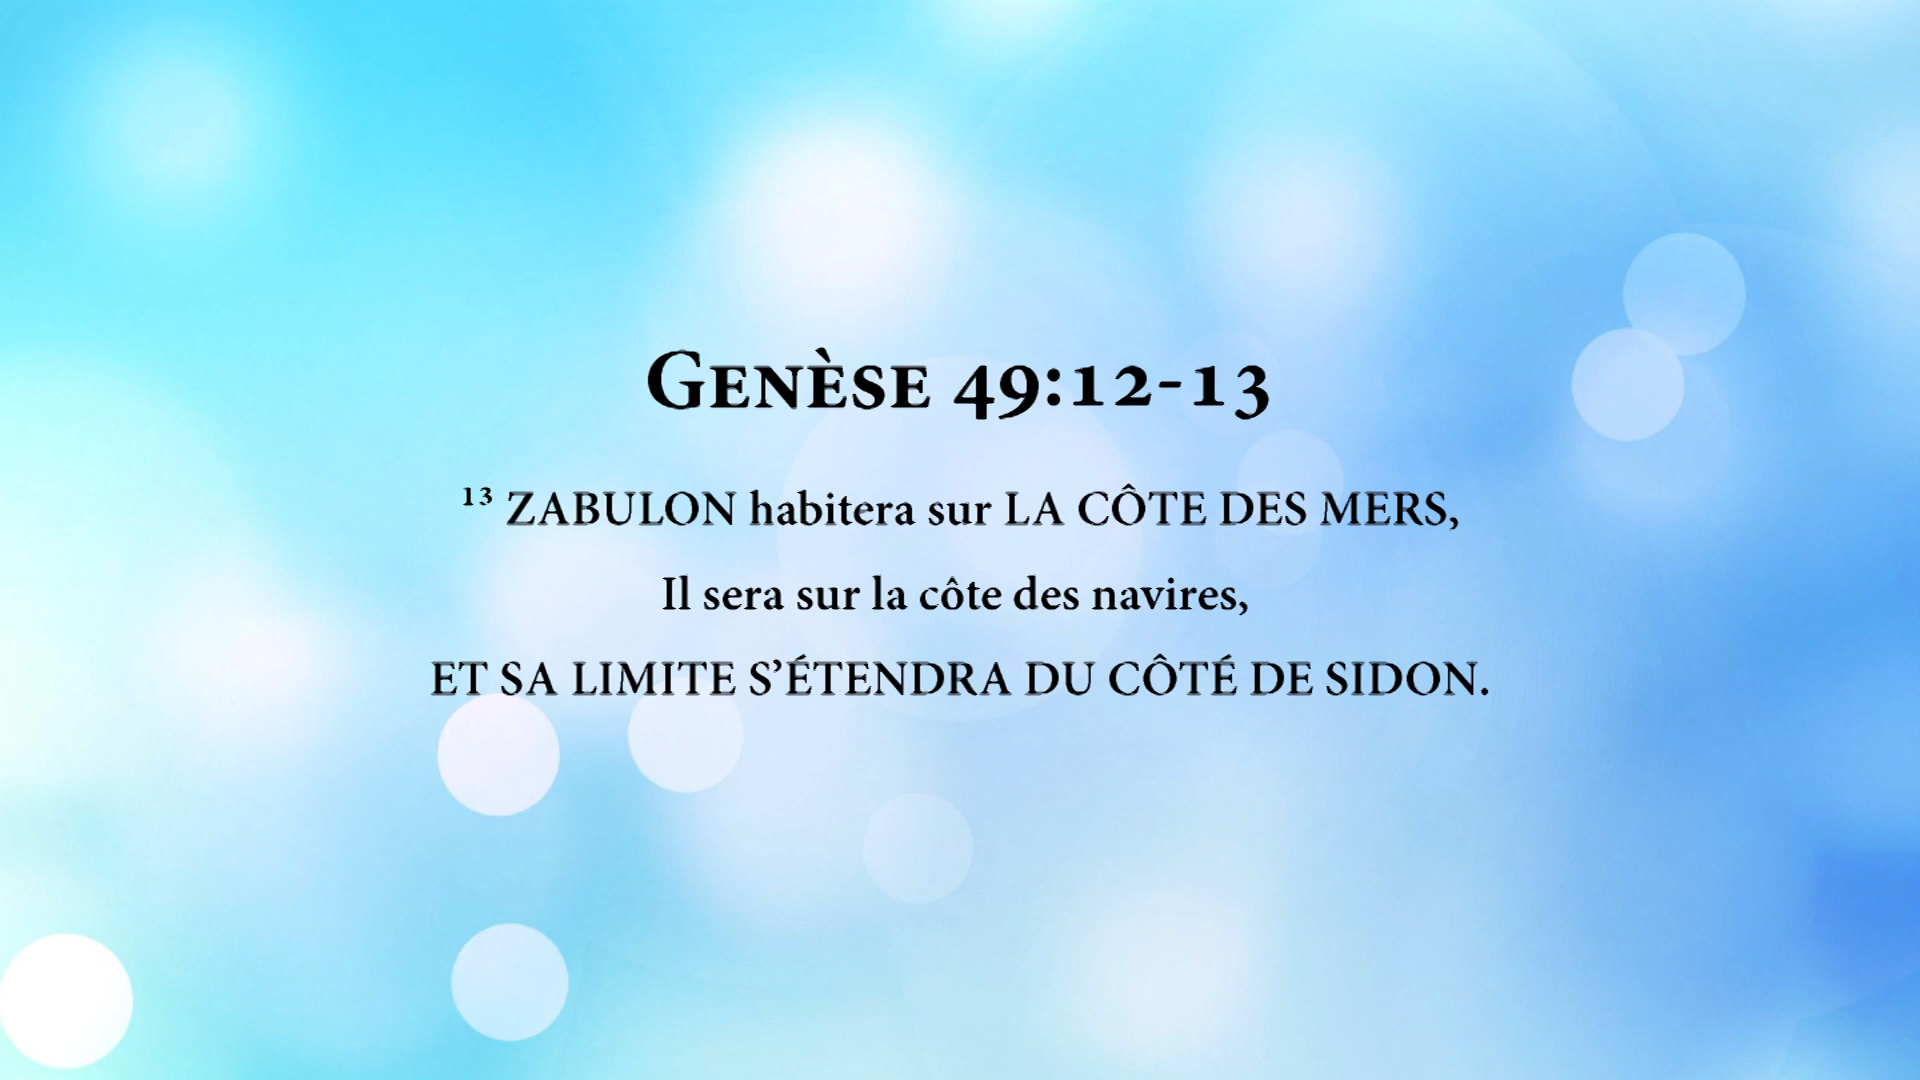 Genèse 49:12-13
¹³ ZABULON habitera sur LA CÔTE DES MERS,
Il sera sur la côte des navires,
ET SA LIMITE S’ÉTENDRA DU CÔTÉ DE SIDON.